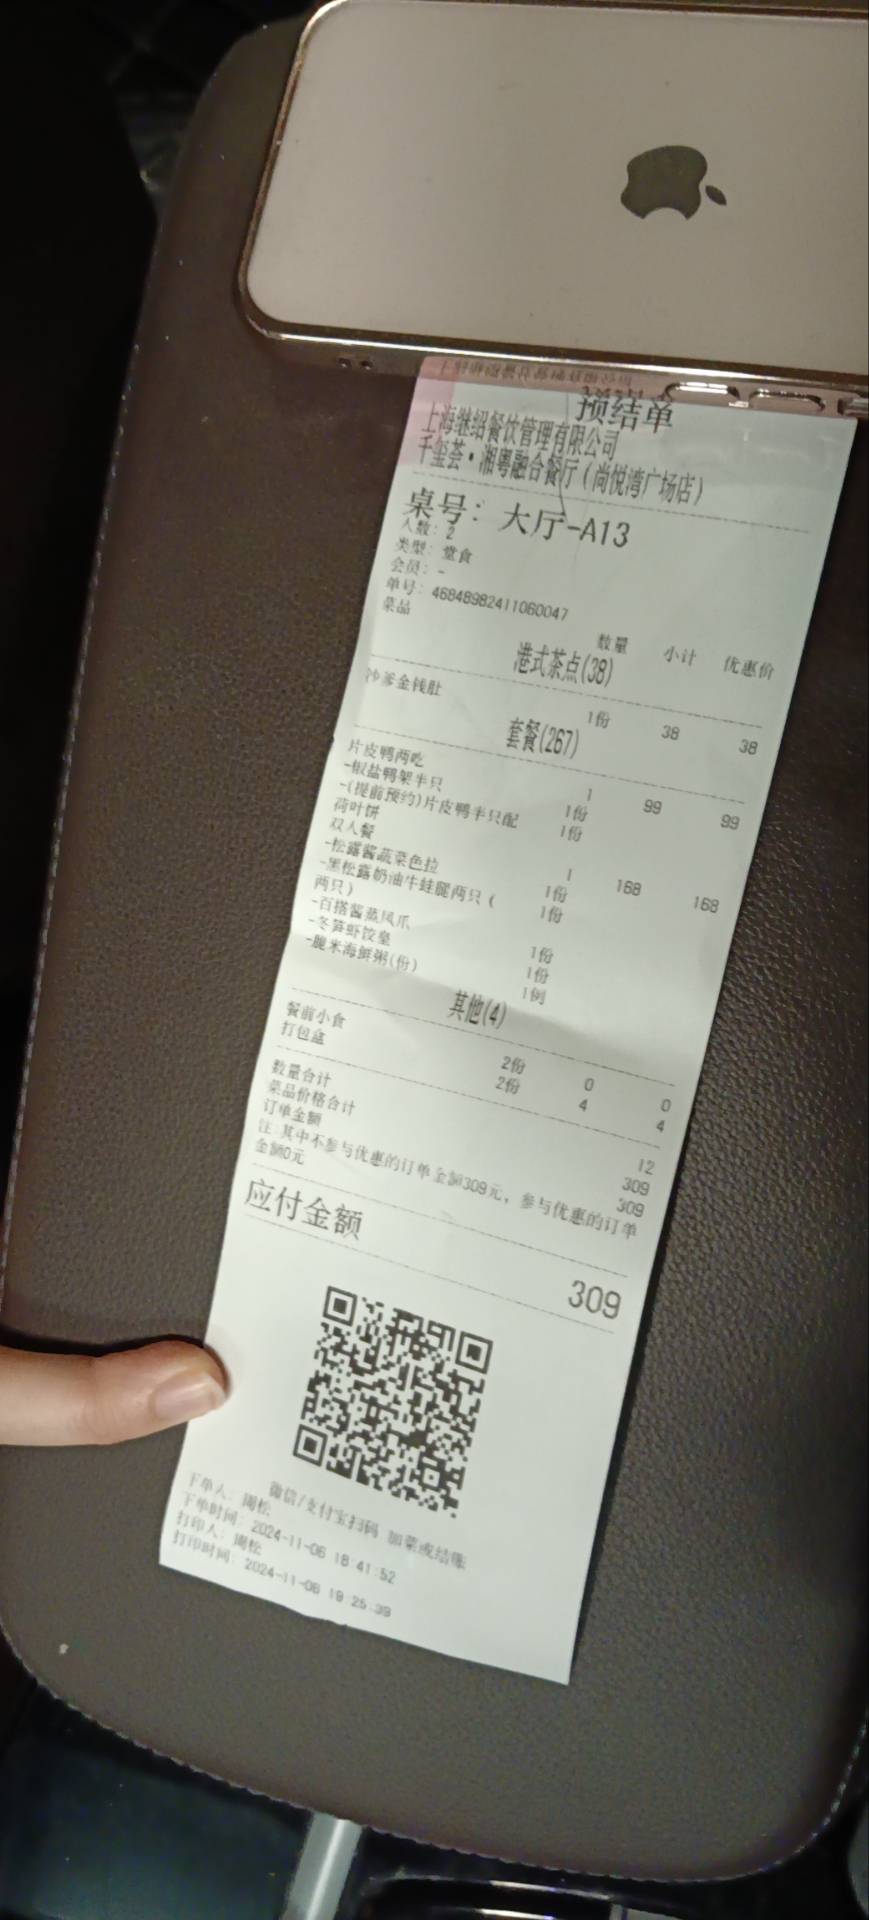 预结单
上海继绍餐饮管理有限公司
千玺荟·湘粤融合餐厅(尚悦湾广场店)
桌号: 大厅-A13
人数: 2
类型: 堂食
会员: -
单号: 46848982411060047
菜品 数量 小计 优惠价
港式茶点(38)
沙爹金钱肚 1份 38 38
套餐(267)
片皮鸭两吃 1 99 99
-椒盐鸭架半只 1份
-(提前预约)片皮鸭半只配 1份
荷叶饼
双人餐 1 168 168
-松露酱蔬菜色拉 1份
-黑松露奶油牛蛙腿两只( 1份
两只)
-百搭酱蒸凤爪 1份
-冬笋虾饺皇 1份
-脆米海鲜粥(份) 1例
其他(4)
餐前小食 2份 0 0
打包盒 2份 4 4
数量合计 12
菜品价格合计 309
订单金额 309
注:其中不参与优惠的订单金额309元, 参与优惠的订单
金额0元
应付金额 309
微信/支付宝扫码 加菜或结账
下单人: 周松
下单时间: 2024-11-06 18:41:52
打印人: 周松
打印时间: 2024-11-06 19:25:39